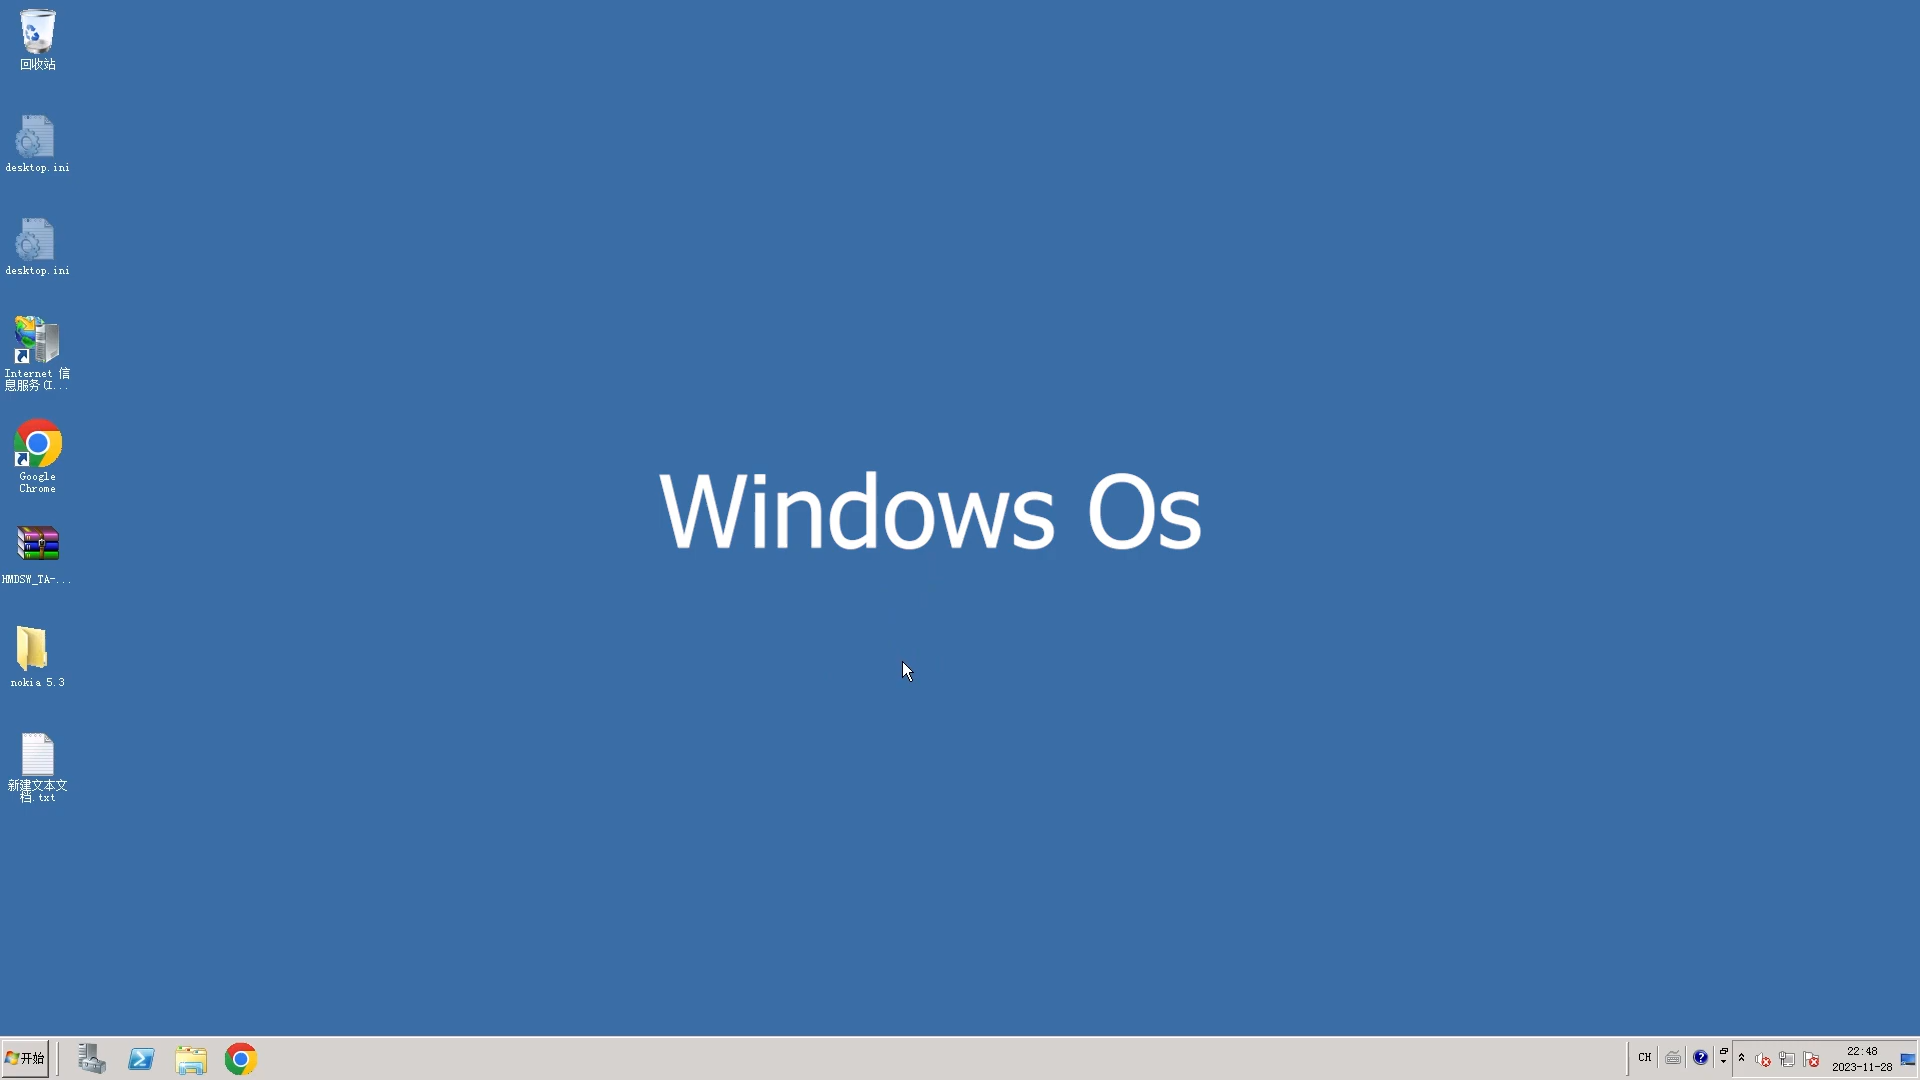 回收站
desktop.ini
desktop.ini
Internet 信
息服务(I...
Google
Chrome
HMDSW_TA-...
nokia 5.3
新建文本文
档.txt
Windows Os
开始
CH
22:48
2023-11-28